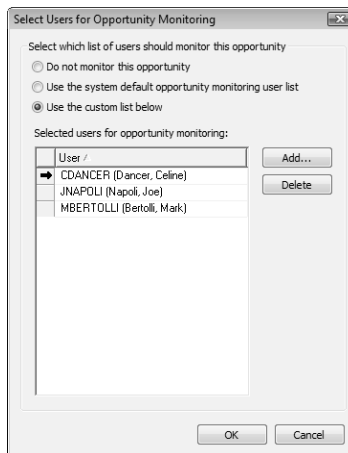 Select Users for Opportunity Monitoring
Select which list of users should monitor this opportunity
Do not monitor this opportunity
Use the system default opportunity monitoring user list
Use the custom list below
Selected users for opportunity monitoring:
User
Add...
CDANCER (Dancer, Celine)
Delete
JNAPOLI (Napoli, Joe)
MBERTOLLI (Bertolli, Mark)
OK Cancel